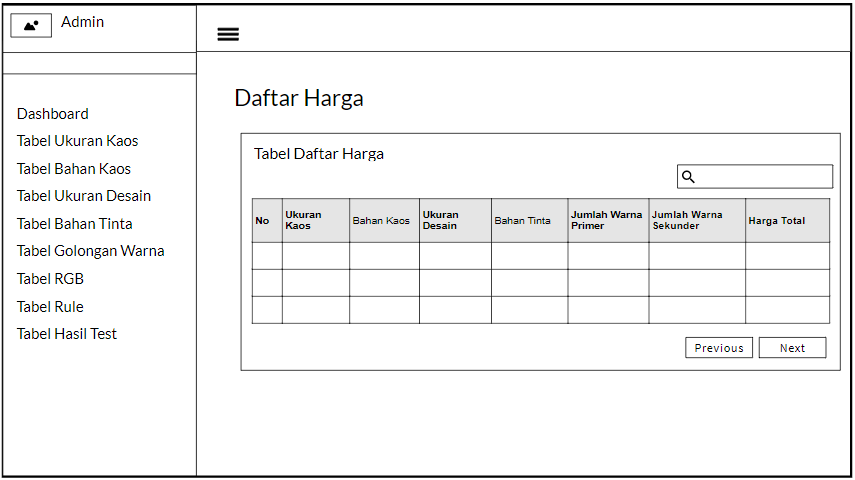 Admin
Dashboard
Tabel Ukuran Kaos
Tabel Bahan Kaos
Tabel Ukuran Desain
Tabel Bahan Tinta
Tabel Golongan Warna
Tabel RGB
Tabel Rule
Tabel Hasil Test
Daftar Harga
Tabel Daftar Harga
No
Ukuran
Kaos
Bahan Kaos
Ukuran
Desain
Bahan Tinta
Jumlah Warna
Primer
Jumlah Warna
Sekunder
Harga Total
Previous
Next